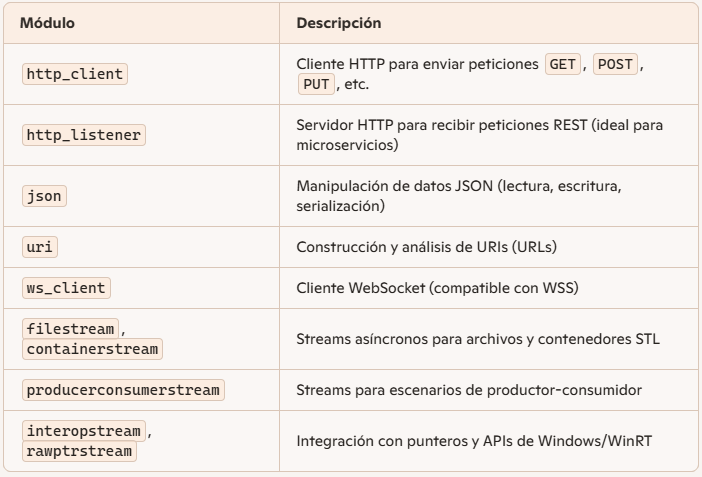 Módulo Descripción
http_client Cliente HTTP para enviar peticiones GET, POST,
PUT, etc.
http_listener Servidor HTTP para recibir peticiones REST (ideal para
microservicios)
json Manipulación de datos JSON (lectura, escritura,
serialización)
uri Construcción y análisis de URIs (URLs)
ws_client Cliente WebSocket (compatible con WSS)
filestream,
containerstream Streams asíncronos para archivos y contenedores STL
producerconsumerstream Streams para escenarios de productor-consumidor
interopstream,
rawptrstream Integración con punteros y APIs de Windows/WinRT